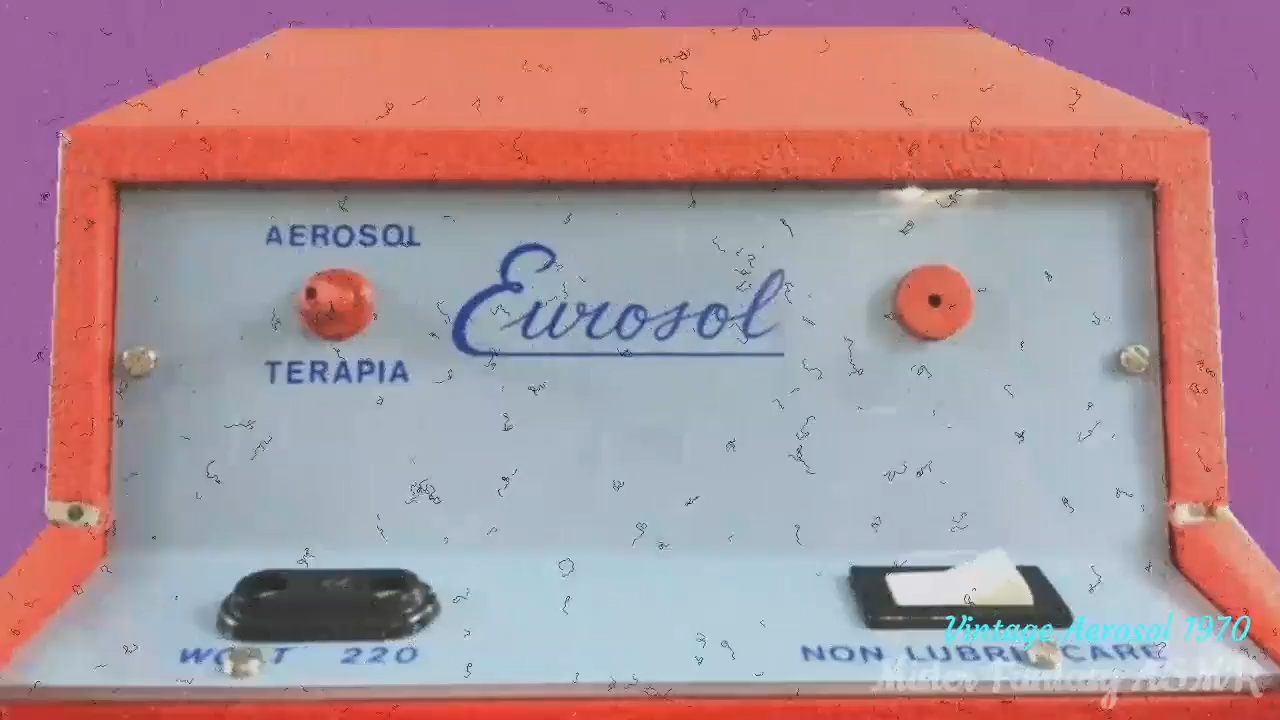 AEROSOL
Eurosol
TERAPIA
220
NON LUBRIFICARE
Vintage Aerosol 1970